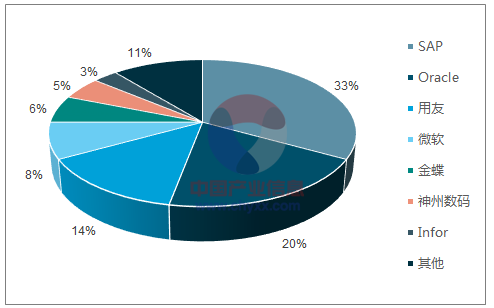 11%
3%
5%
6%
8%
14%
20%
33%
SAP
Oracle
用友
微软
金蝶
神州数码
Infor
其他